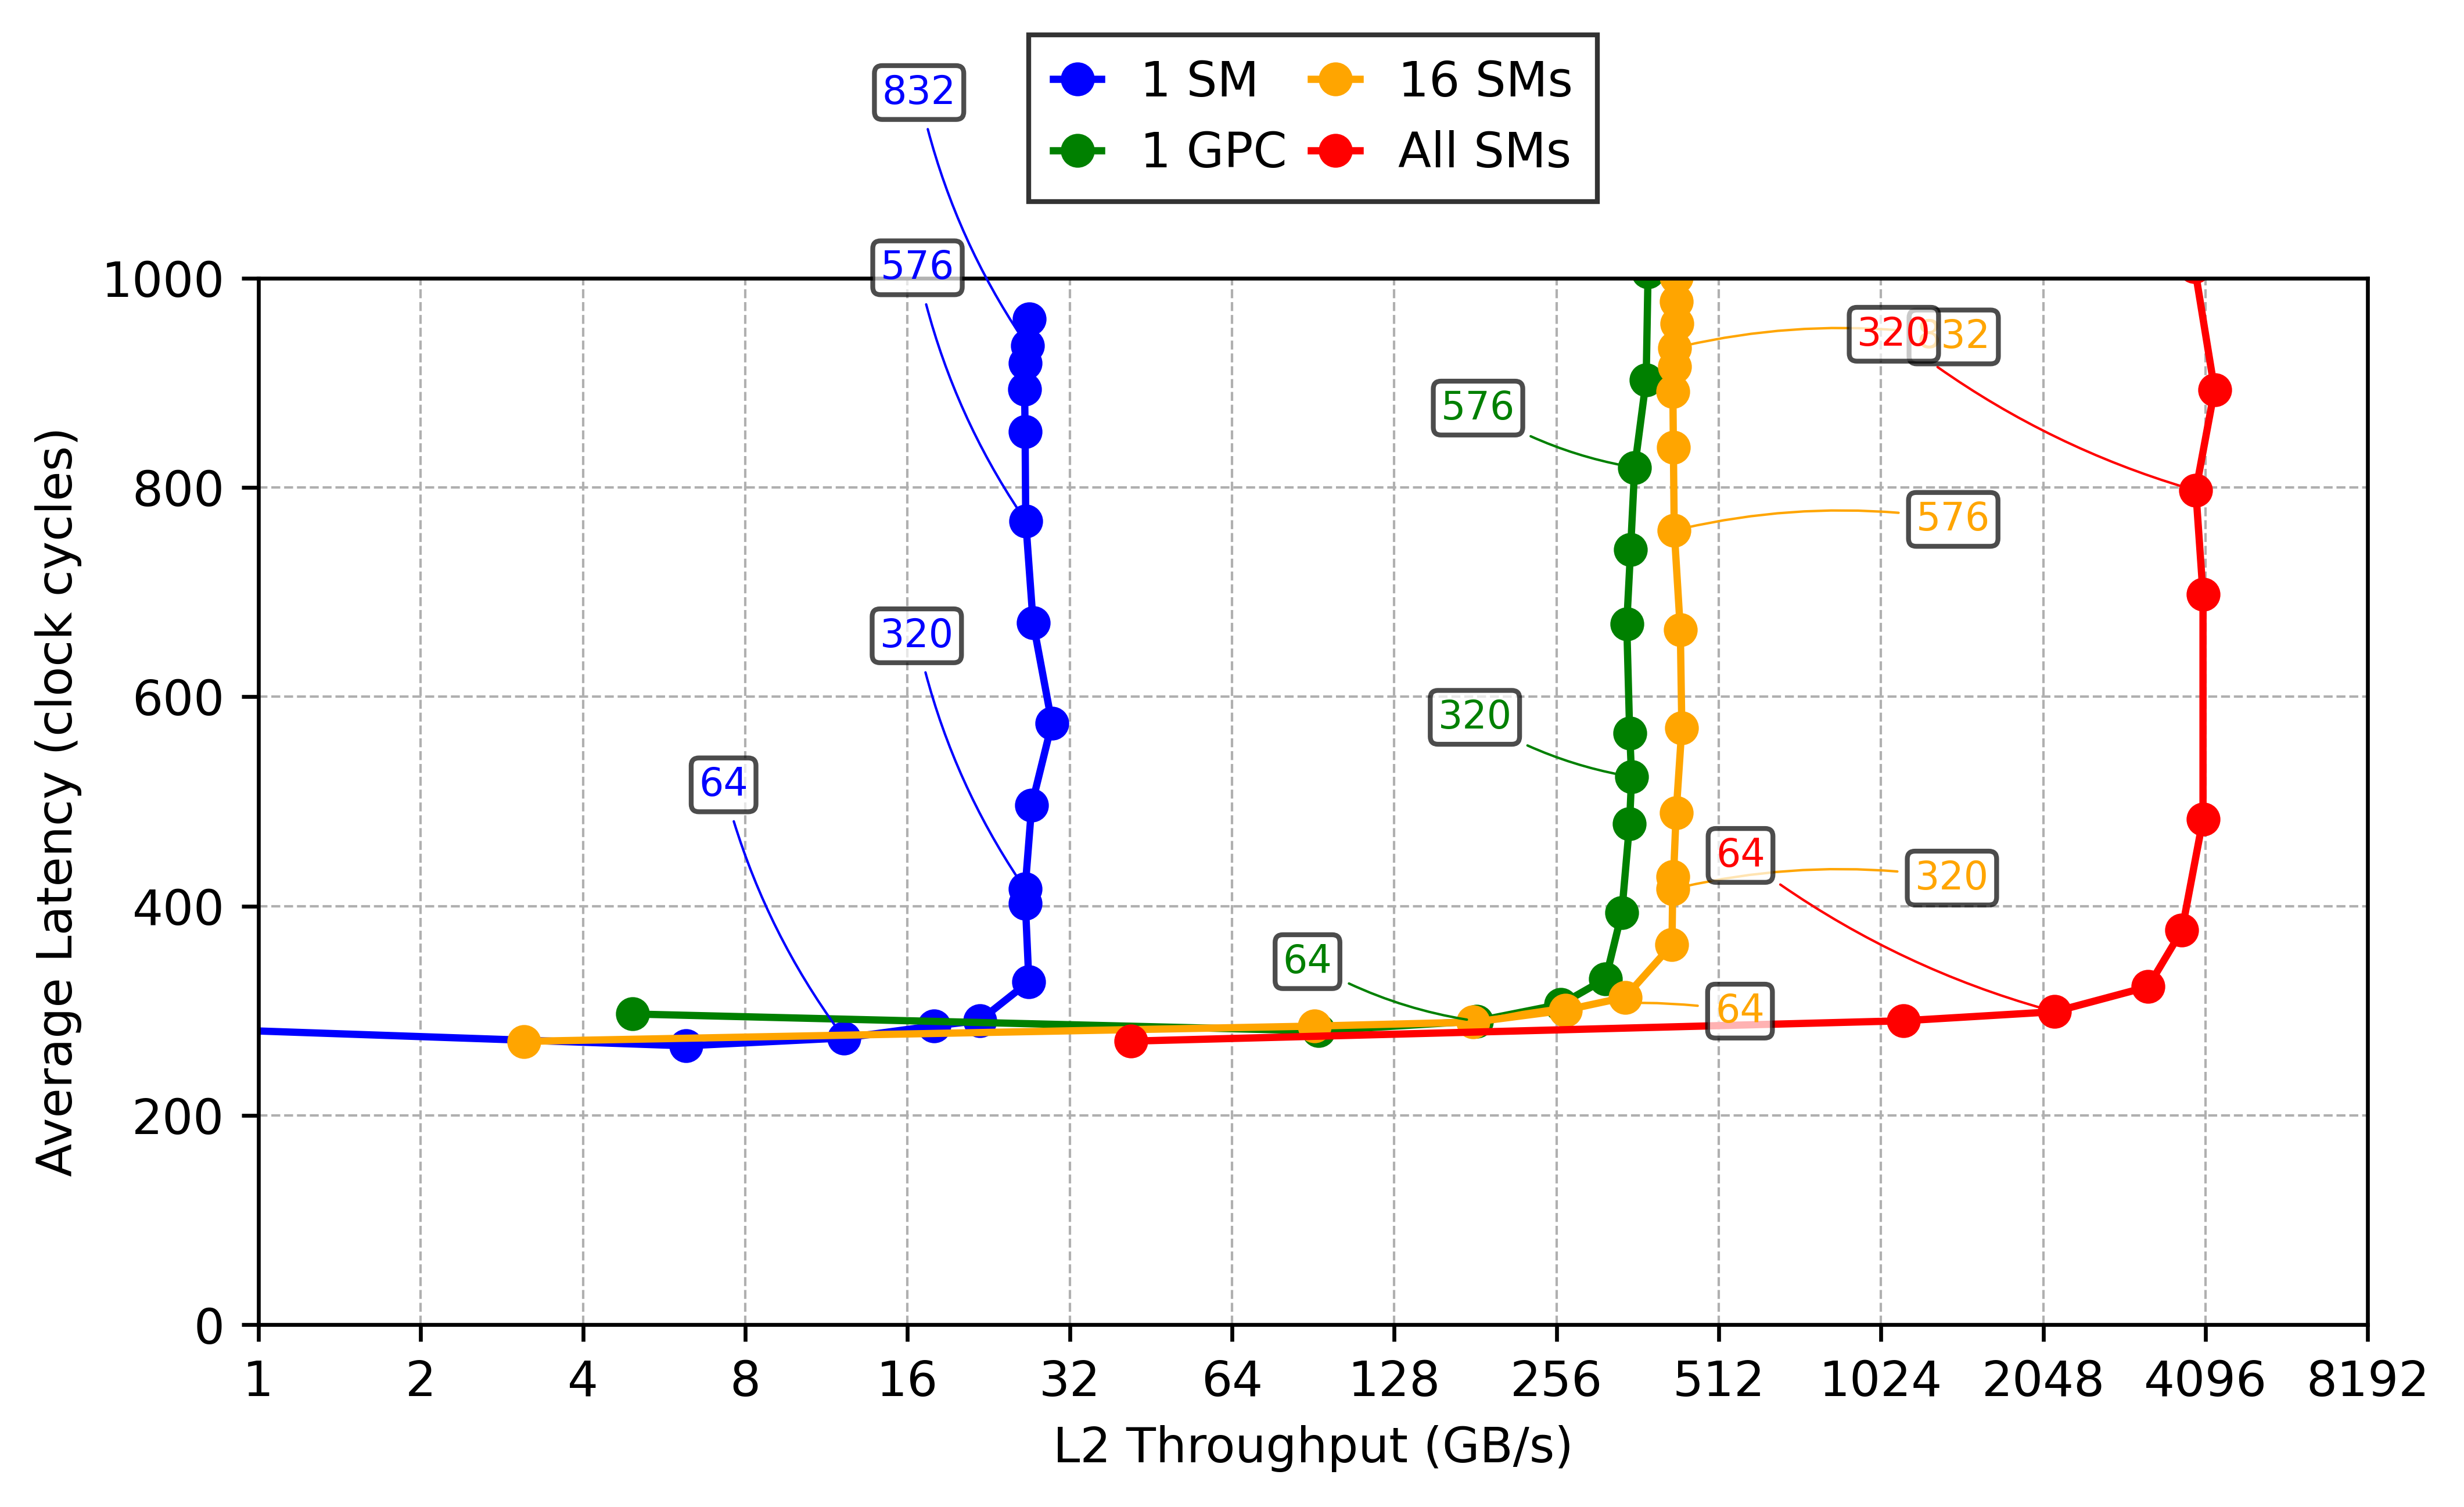 1 SM
16 SMs
1 GPC
All SMs
832
576
320
64
576
320
64
320
832
576
64
320
64
Average Latency (clock cycles)
1000
800
600
400
200
0
1 2 4 8 16 32 64 128 256 512 1024 2048 4096 8192
L2 Throughput (GB/s)